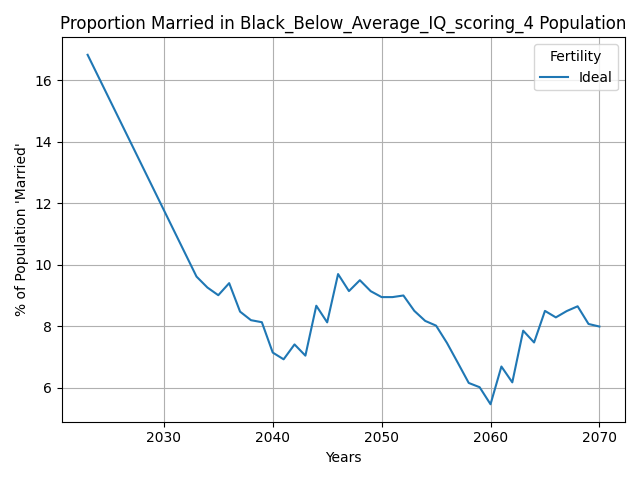 Proportion Married in Black_Below_Average_IQ_scoring_4 Population
Fertility
Ideal
% of Population 'Married'
16
14
12
10
8
6
2030
2040
2050
2060
2070
Years